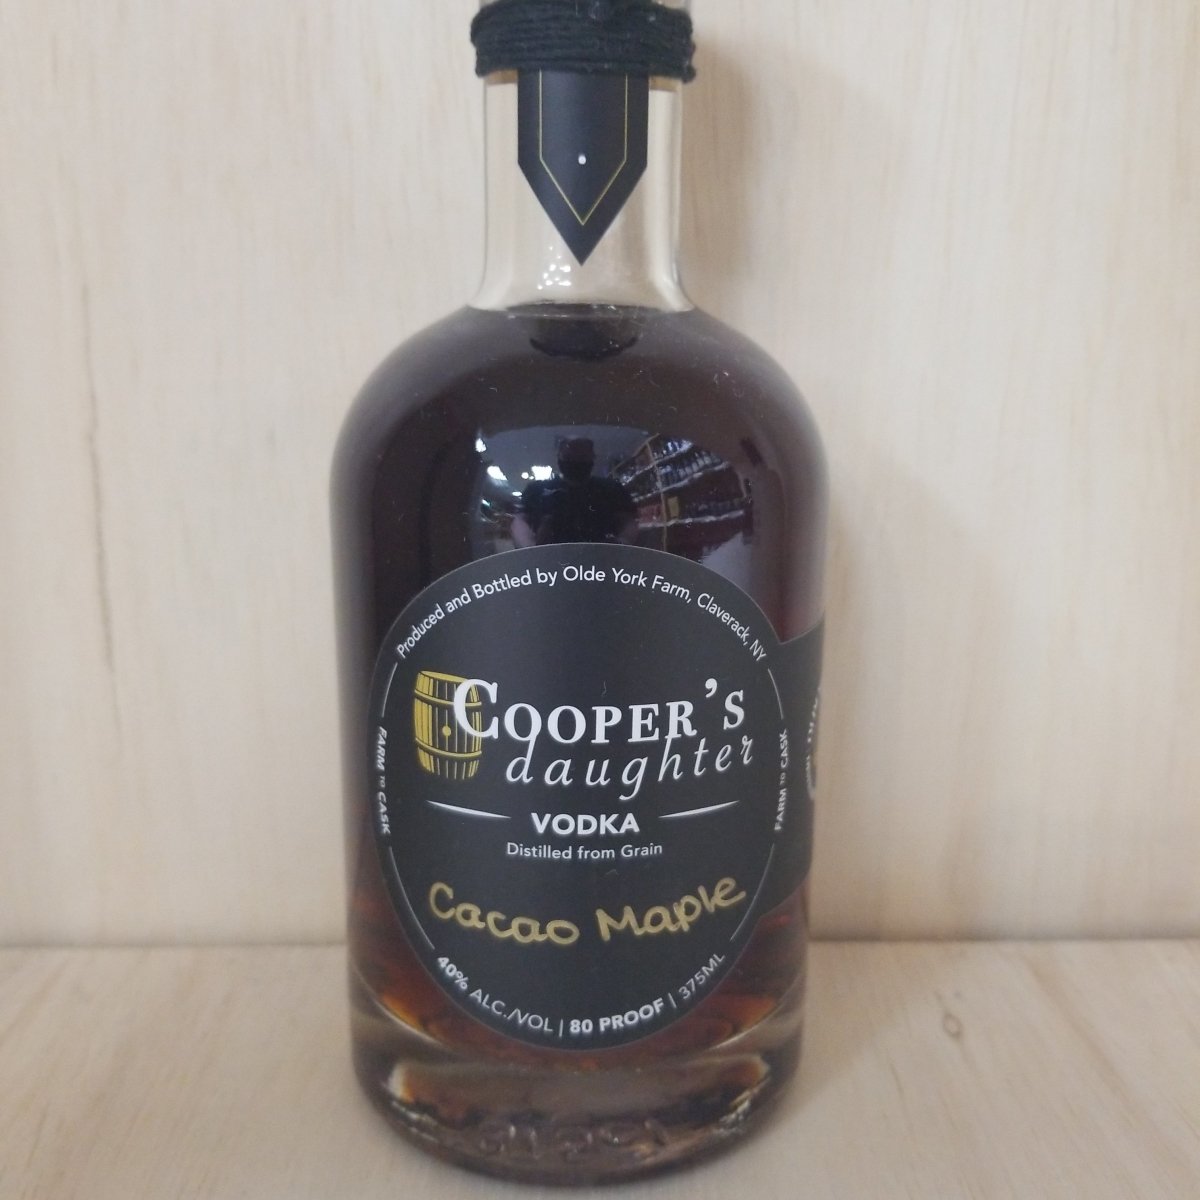 Produced and Bottled by Olde York Farm, Claverack, NY
COOPER'S
daughter
FARM TO CASK
FARM TO CASK
VODKA
Distilled from Grain
Cacao Maple
40% ALC./VOL | 80 PROOF | 375ML